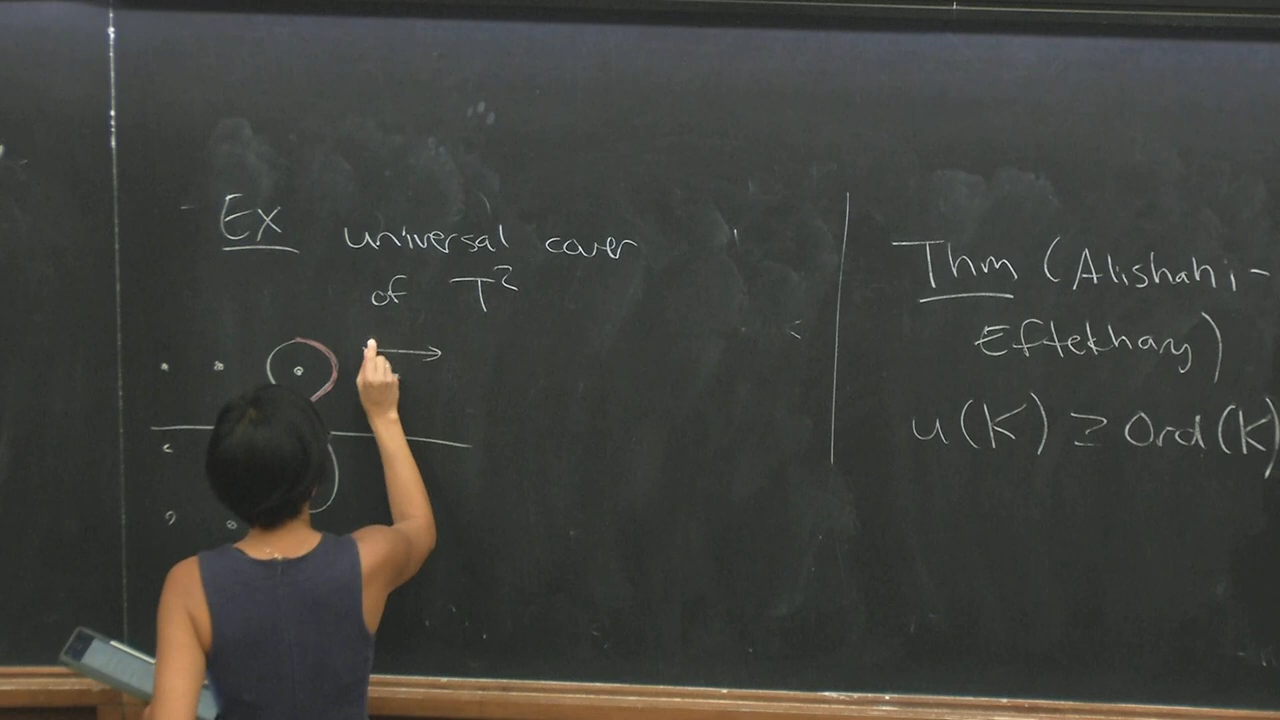 Ex universal cover
of T²
Thm (Alishahi-
Eftekhary)
u(K) ≥ Ord(K)